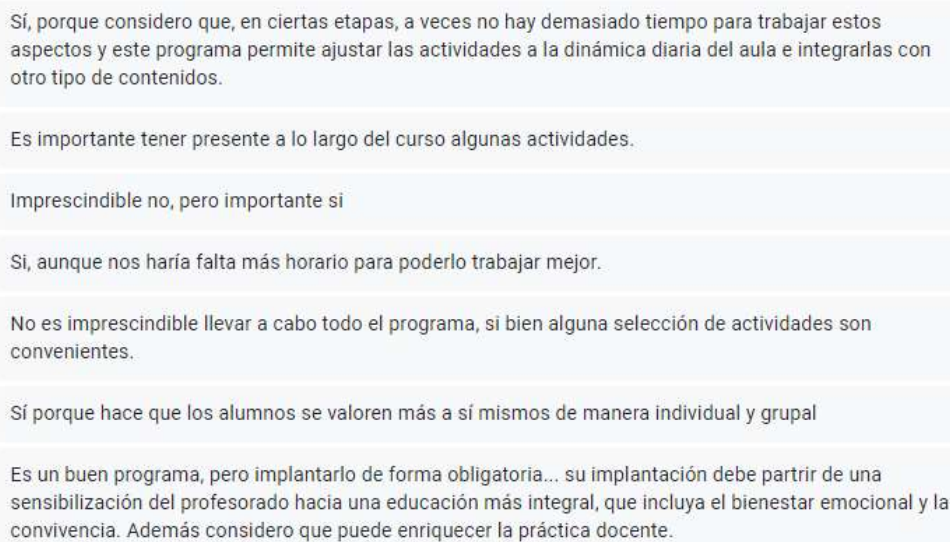 Sí, porque considero que, en ciertas etapas, a veces no hay demasiado tiempo para trabajar estos
aspectos y este programa permite ajustar las actividades a la dinámica diaria del aula e integrarlas con
otro tipo de contenidos.
Es importante tener presente a lo largo del curso algunas actividades.
Imprescindible no, pero importante si
Si, aunque nos haría falta más horario para poderlo trabajar mejor.
No es imprescindible llevar a cabo todo el programa, si bien alguna selección de actividades son
convenientes.
Sí porque hace que los alumnos se valoren más a sí mismos de manera individual y grupal
Es un buen programa, pero implantarlo de forma obligatoria... su implantación debe partrir de una
sensibilización del profesorado hacia una educación más integral, que incluya el bienestar emocional y la
convivencia. Además considero que puede enriquecer la práctica docente.